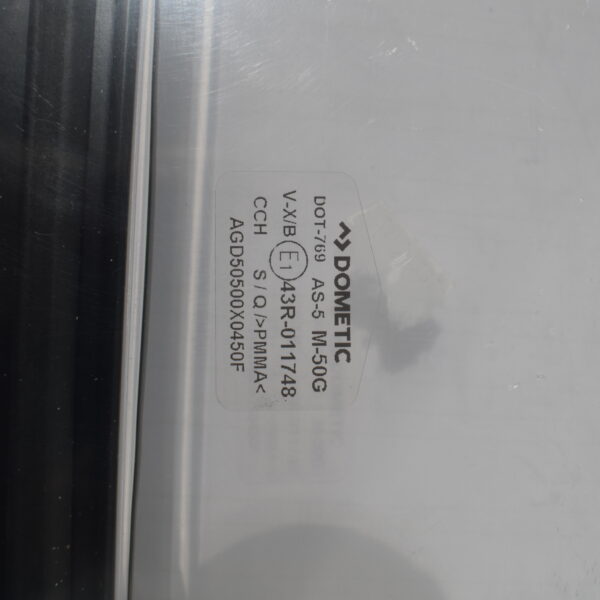 DOMETIC
DOT-769 AS-5 M-50G
V-X/B E1 43R-011748
CCH S/Q/>PMMA<
AGD50500X0450F